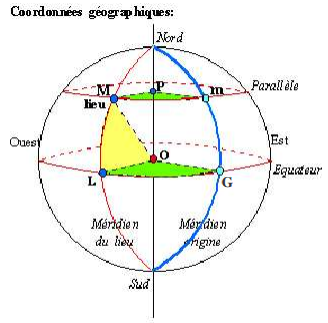 Coordonnées géographiques:
Nord
M
P
m
Parallèle
lieu
Ouest
Est
O
Equateur
L
G
Méridien
du lieu
Méridien
origine
Sud